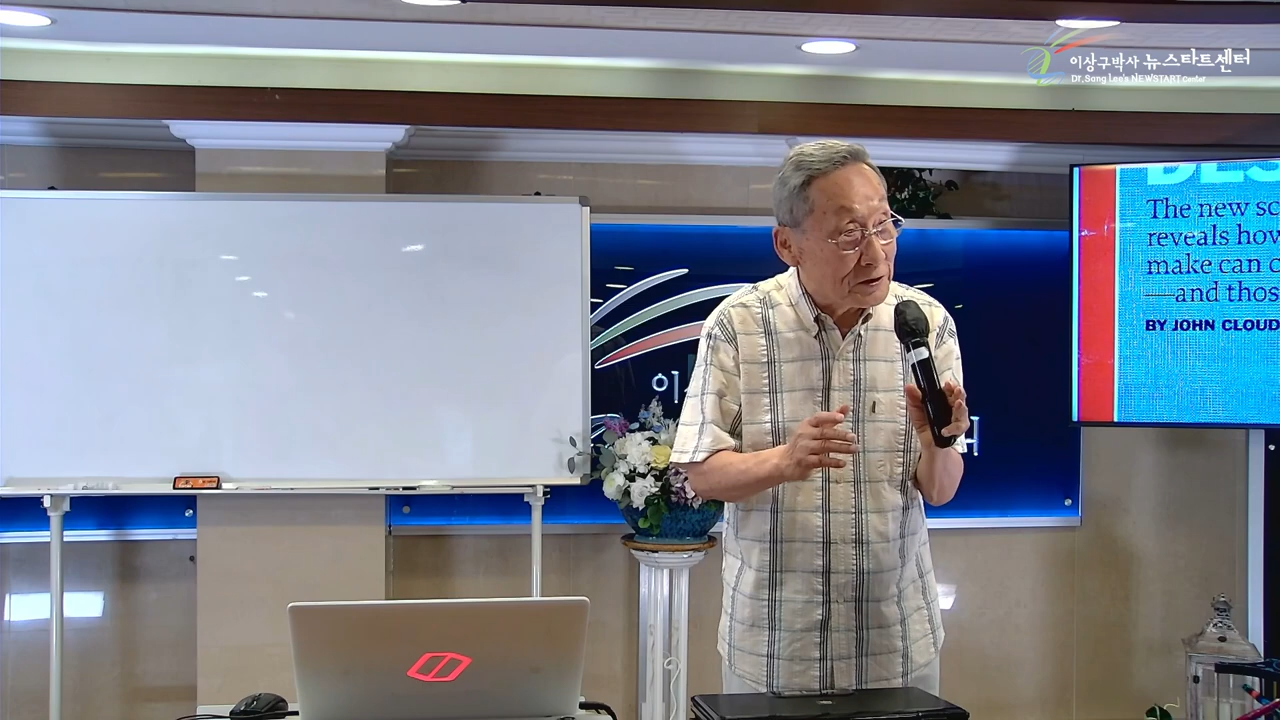 이상구박사 뉴스타트센터
Dr. Sang Lee's NEWSTART Center
The new sc
reveals how
make can c
—and thos
BY JOHN CLOUD
이